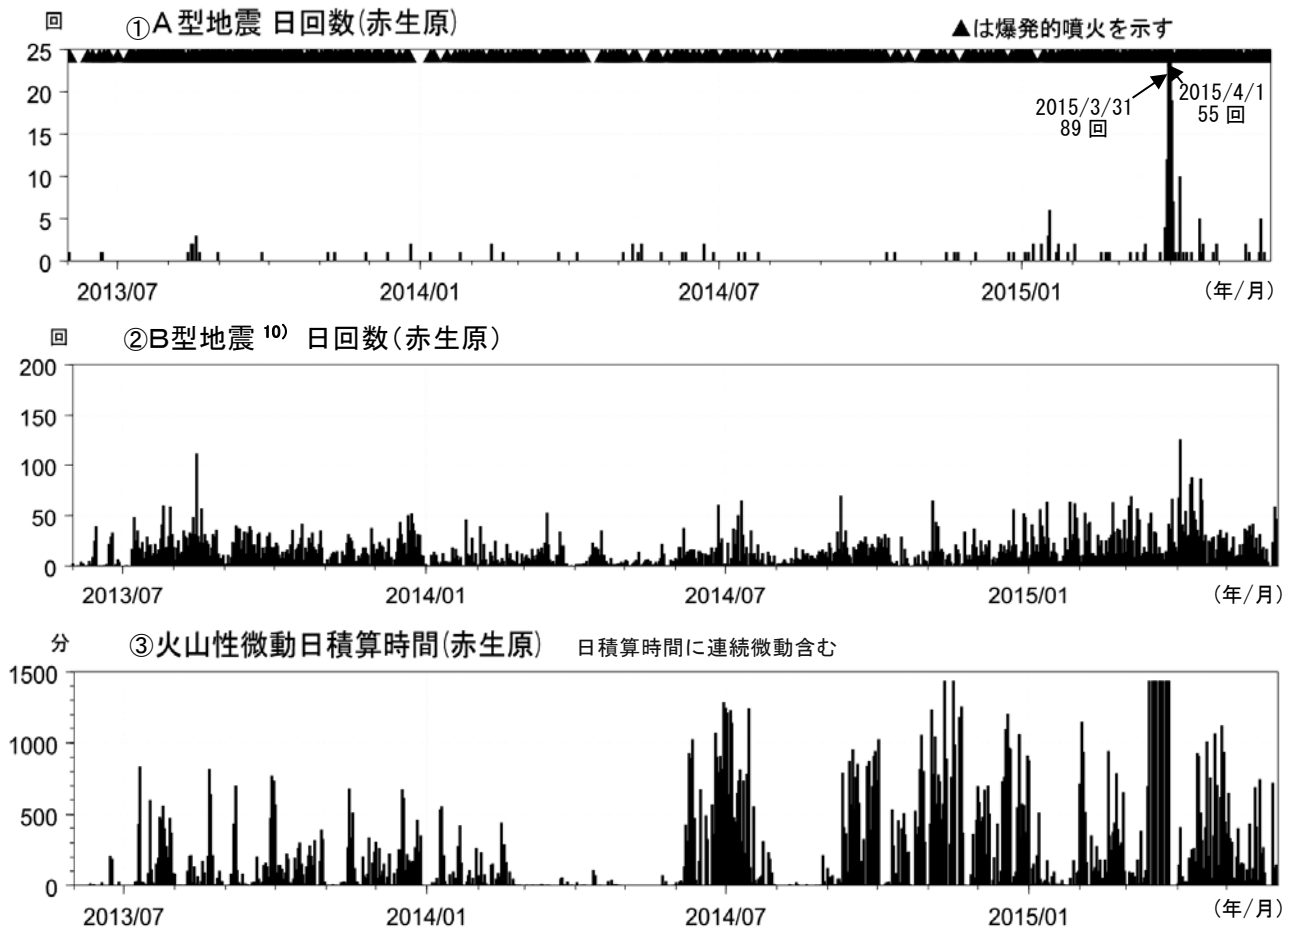 回 ①A型地震 日回数(赤生原) ▲は爆発的噴火を示す
25
20
15
10
5
0
2015/3/31
89 回
2015/4/1
55 回
2013/07 2014/01 2014/07 2015/01 (年/月)
回 ②B型地震 10) 日回数(赤生原)
200
150
100
50
0
2013/07 2014/01 2014/07 2015/01 (年/月)
分 ③火山性微動日積算時間(赤生原) 日積算時間に連続微動含む
1500
1000
500
0
2013/07 2014/01 2014/07 2015/01 (年/月)